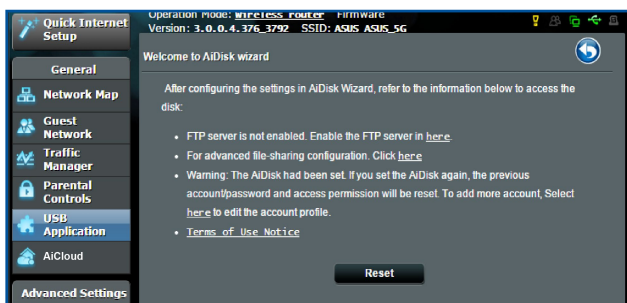 Quick Internet
Setup
Operation Mode: Wireless router Firmware
Version: 3.0.0.4.376_3792 SSID: ASUS ASUS_5G
General
Network Map
Guest
Network
Traffic
Manager
Parental
Controls
USB
Application
AiCloud
Advanced Settings
Welcome to AiDisk wizard
After configuring the settings in AiDisk Wizard, refer to the information below to access the
disk:
• FTP server is not enabled. Enable the FTP server in here.
• For advanced file-sharing configuration. Click here
• Warning: The AiDisk had been set. If you set the AiDisk again, the previous
account/password and access permission will be reset. To add more account, Select
here to edit the account profile.
• Terms of Use Notice
Reset